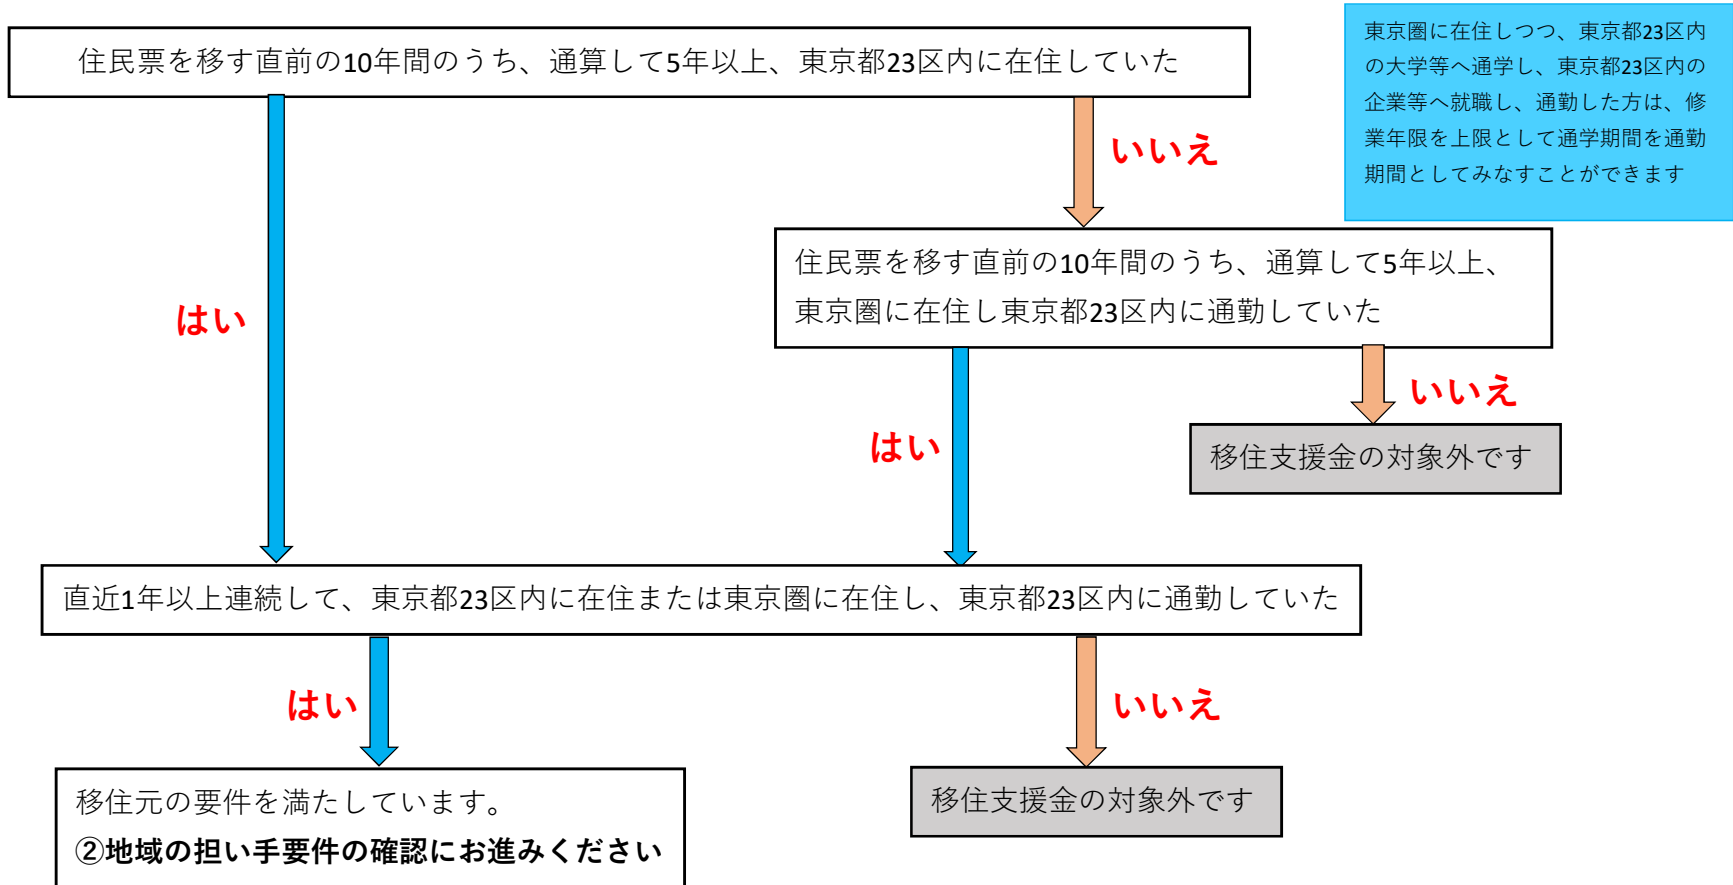 住民票を移す直前の10年間のうち、通算して5年以上、東京都23区内に在住していた
東京圏に在住しつつ、東京都23区内
の大学等へ通学し、東京都23区内の
企業等へ就職し、通勤した方は、修
業年限を上限として通学期間を通勤
期間としてみなすことができます
いいえ
住民票を移す直前の10年間のうち、通算して5年以上、
東京圏に在住し東京都23区内に通勤していた
はい
いいえ
はい
移住支援金の対象外です
直近1年以上連続して、東京都23区内に在住または東京圏に在住し、東京都23区内に通勤していた
はい
いいえ
移住元の要件を満たしています。
②地域の担い手要件の確認にお進みください
移住支援金の対象外です